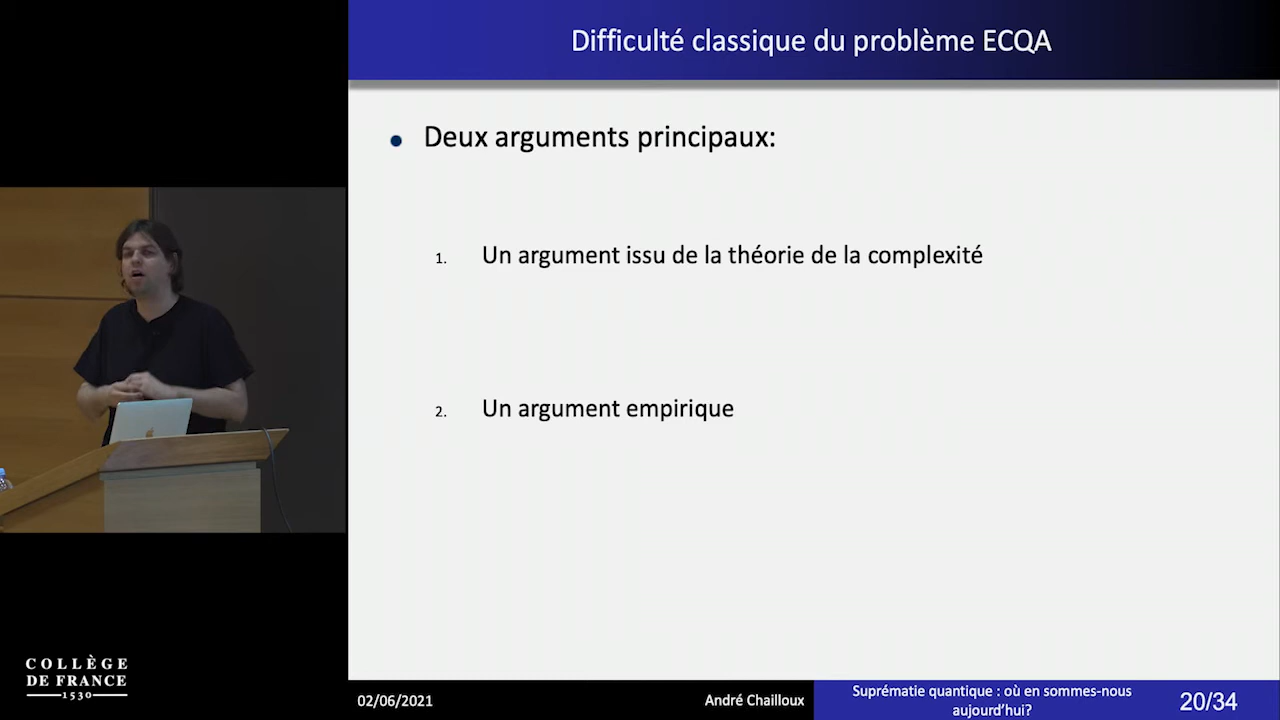 Difficulté classique du problème ECQA
Deux arguments principaux:
1. Un argument issu de la théorie de la complexité
2. Un argument empirique
COLLÈGE
DE FRANCE
1530
02/06/2021
André Chailloux
Suprématie quantique : où en sommes-nous
aujourd'hui?
20/34